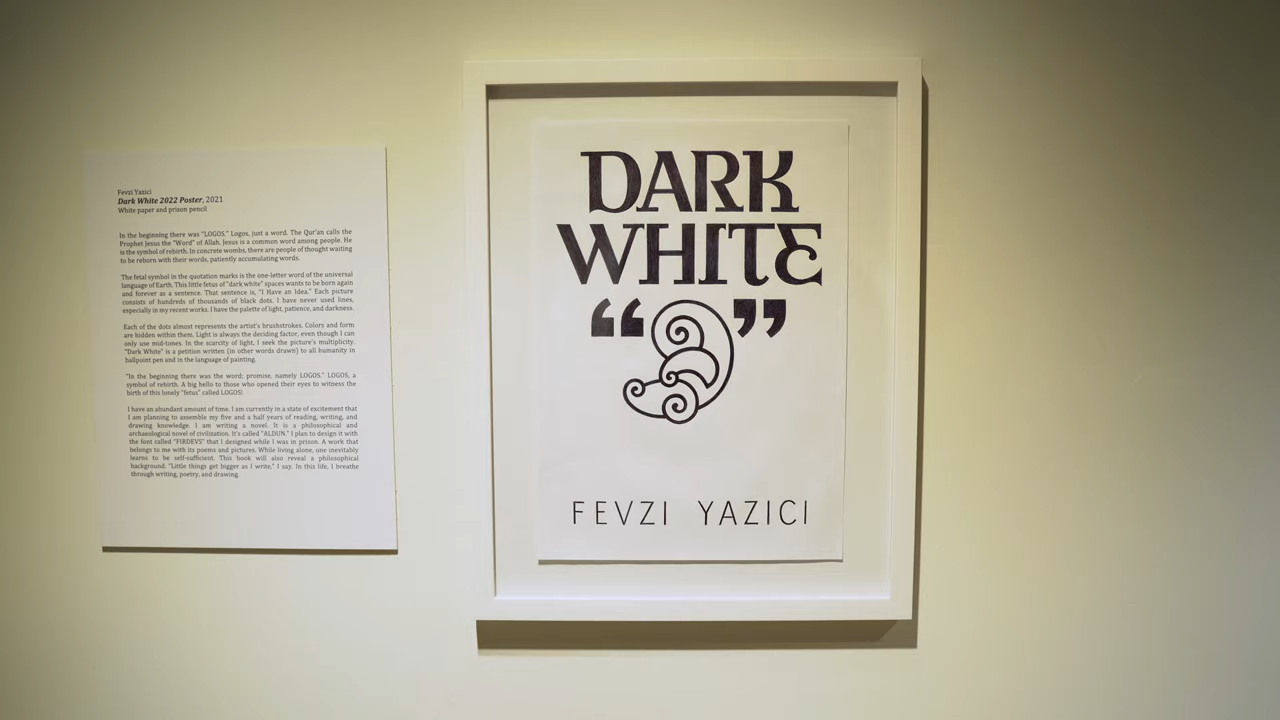 Fevzi Yazici
Dark White 2022 Poster, 2021
White paper and prison pencil
In the beginning there was "LOGOS." Logos, just a word. The Qur'an calls the
Prophet Jesus the "Word" of Allah. Jesus is a common word among people. He
is the symbol of rebirth. In concrete wombs, there are people of thought waiting
to be reborn with their words, patiently accumulating words.
The fetal symbol in the quotation marks is the one-letter word of the universal
language of Earth. This little fetus of "dark white" spaces wants to be born again
and forever as a sentence. That sentence is, "I Have an Idea." Each picture
consists of hundreds of thousands of black dots. I have never used lines,
especially in my recent works. I have the palette of light, patience, and darkness.
Each of the dots almost represents the artist's brushstrokes. Colors and form
are hidden within them. Light is always the deciding factor, even though I can
only use mid-tones. In the scarcity of light, I seek the picture's multiplicity.
"Dark White" is a petition written (in other words drawn) to all humanity in
ballpoint pen and in the language of painting.
"In the beginning there was the word; promise, namely LOGOS." LOGOS, a
symbol of rebirth. A big hello to those who opened their eyes to witness the
birth of this lonely "fetus" called LOGOS!
I have an abundant amount of time. I am currently in a state of excitement that
I am planning to assemble my five and a half years of reading, writing, and
drawing knowledge. I am writing a novel. It is a philosophical and
archaeological novel of civilization. It's called "ALDUN." I plan to design it with
the font called "FIRDEVS" that I designed while I was in prison. A work that
belongs to me with its poems and pictures. While living alone, one inevitably
learns to be self-sufficient. This book will also reveal a philosophical
background. "Little things get bigger as I write," I say. In this life, I breathe
through writing, poetry, and drawing.
DARK
WHITE
“ ”
FEVZI YAZICI